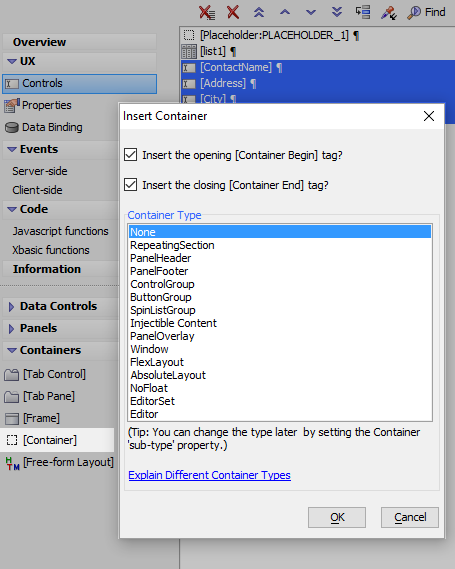 Find
Overview
UX
Controls
Properties
Data Binding
Events
Server-side
Client-side
Code
Javascript functions
Xbasic functions
Information
Data Controls
Panels
Containers
[Tab Control]
[Tab Pane]
[Frame]
[Container]
HTM [Free-form Layout]
[Placeholder:PLACEHOLDER_1] ¶
[list1] ¶
[ContactName] ¶
[Address] ¶
[City] ¶
Insert Container
Insert the opening [Container Begin] tag?
Insert the closing [Container End] tag?
Container Type
None
RepeatingSection
PanelHeader
PanelFooter
ControlGroup
ButtonGroup
SpinListGroup
Injectible Content
PanelOverlay
Window
FlexLayout
AbsoluteLayout
NoFloat
EditorSet
Editor
(Tip: You can change the type later by setting the Container
'sub-type' property.)
Explain Different Container Types
OK
Cancel